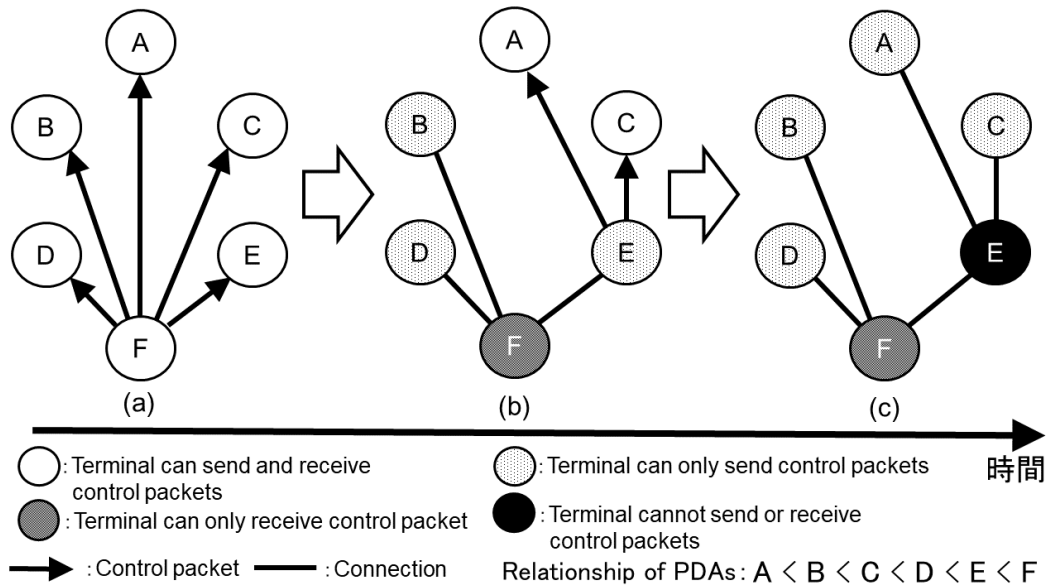 A
B
C
D
E
F
(a)
A
B
C
D
E
F
(b)
A
B
C
D
E
F
(c)
時間
: Terminal can send and receive
control packets
: Terminal can only send control packets
: Terminal can only receive control packet
: Terminal cannot send or receive
control packets
: Control packet
: Connection
Relationship of PDAs : A < B < C < D < E < F